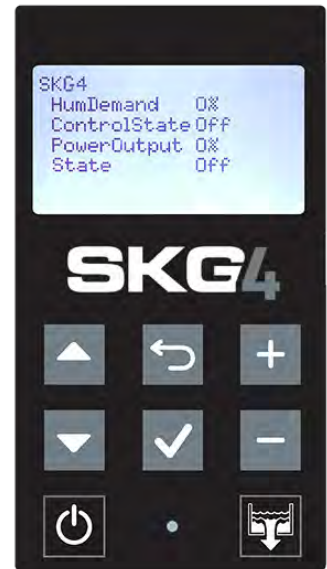 SKG4
HumDemand 0%
ControlState Off
PowerOutput 0%
State Off
SKG4